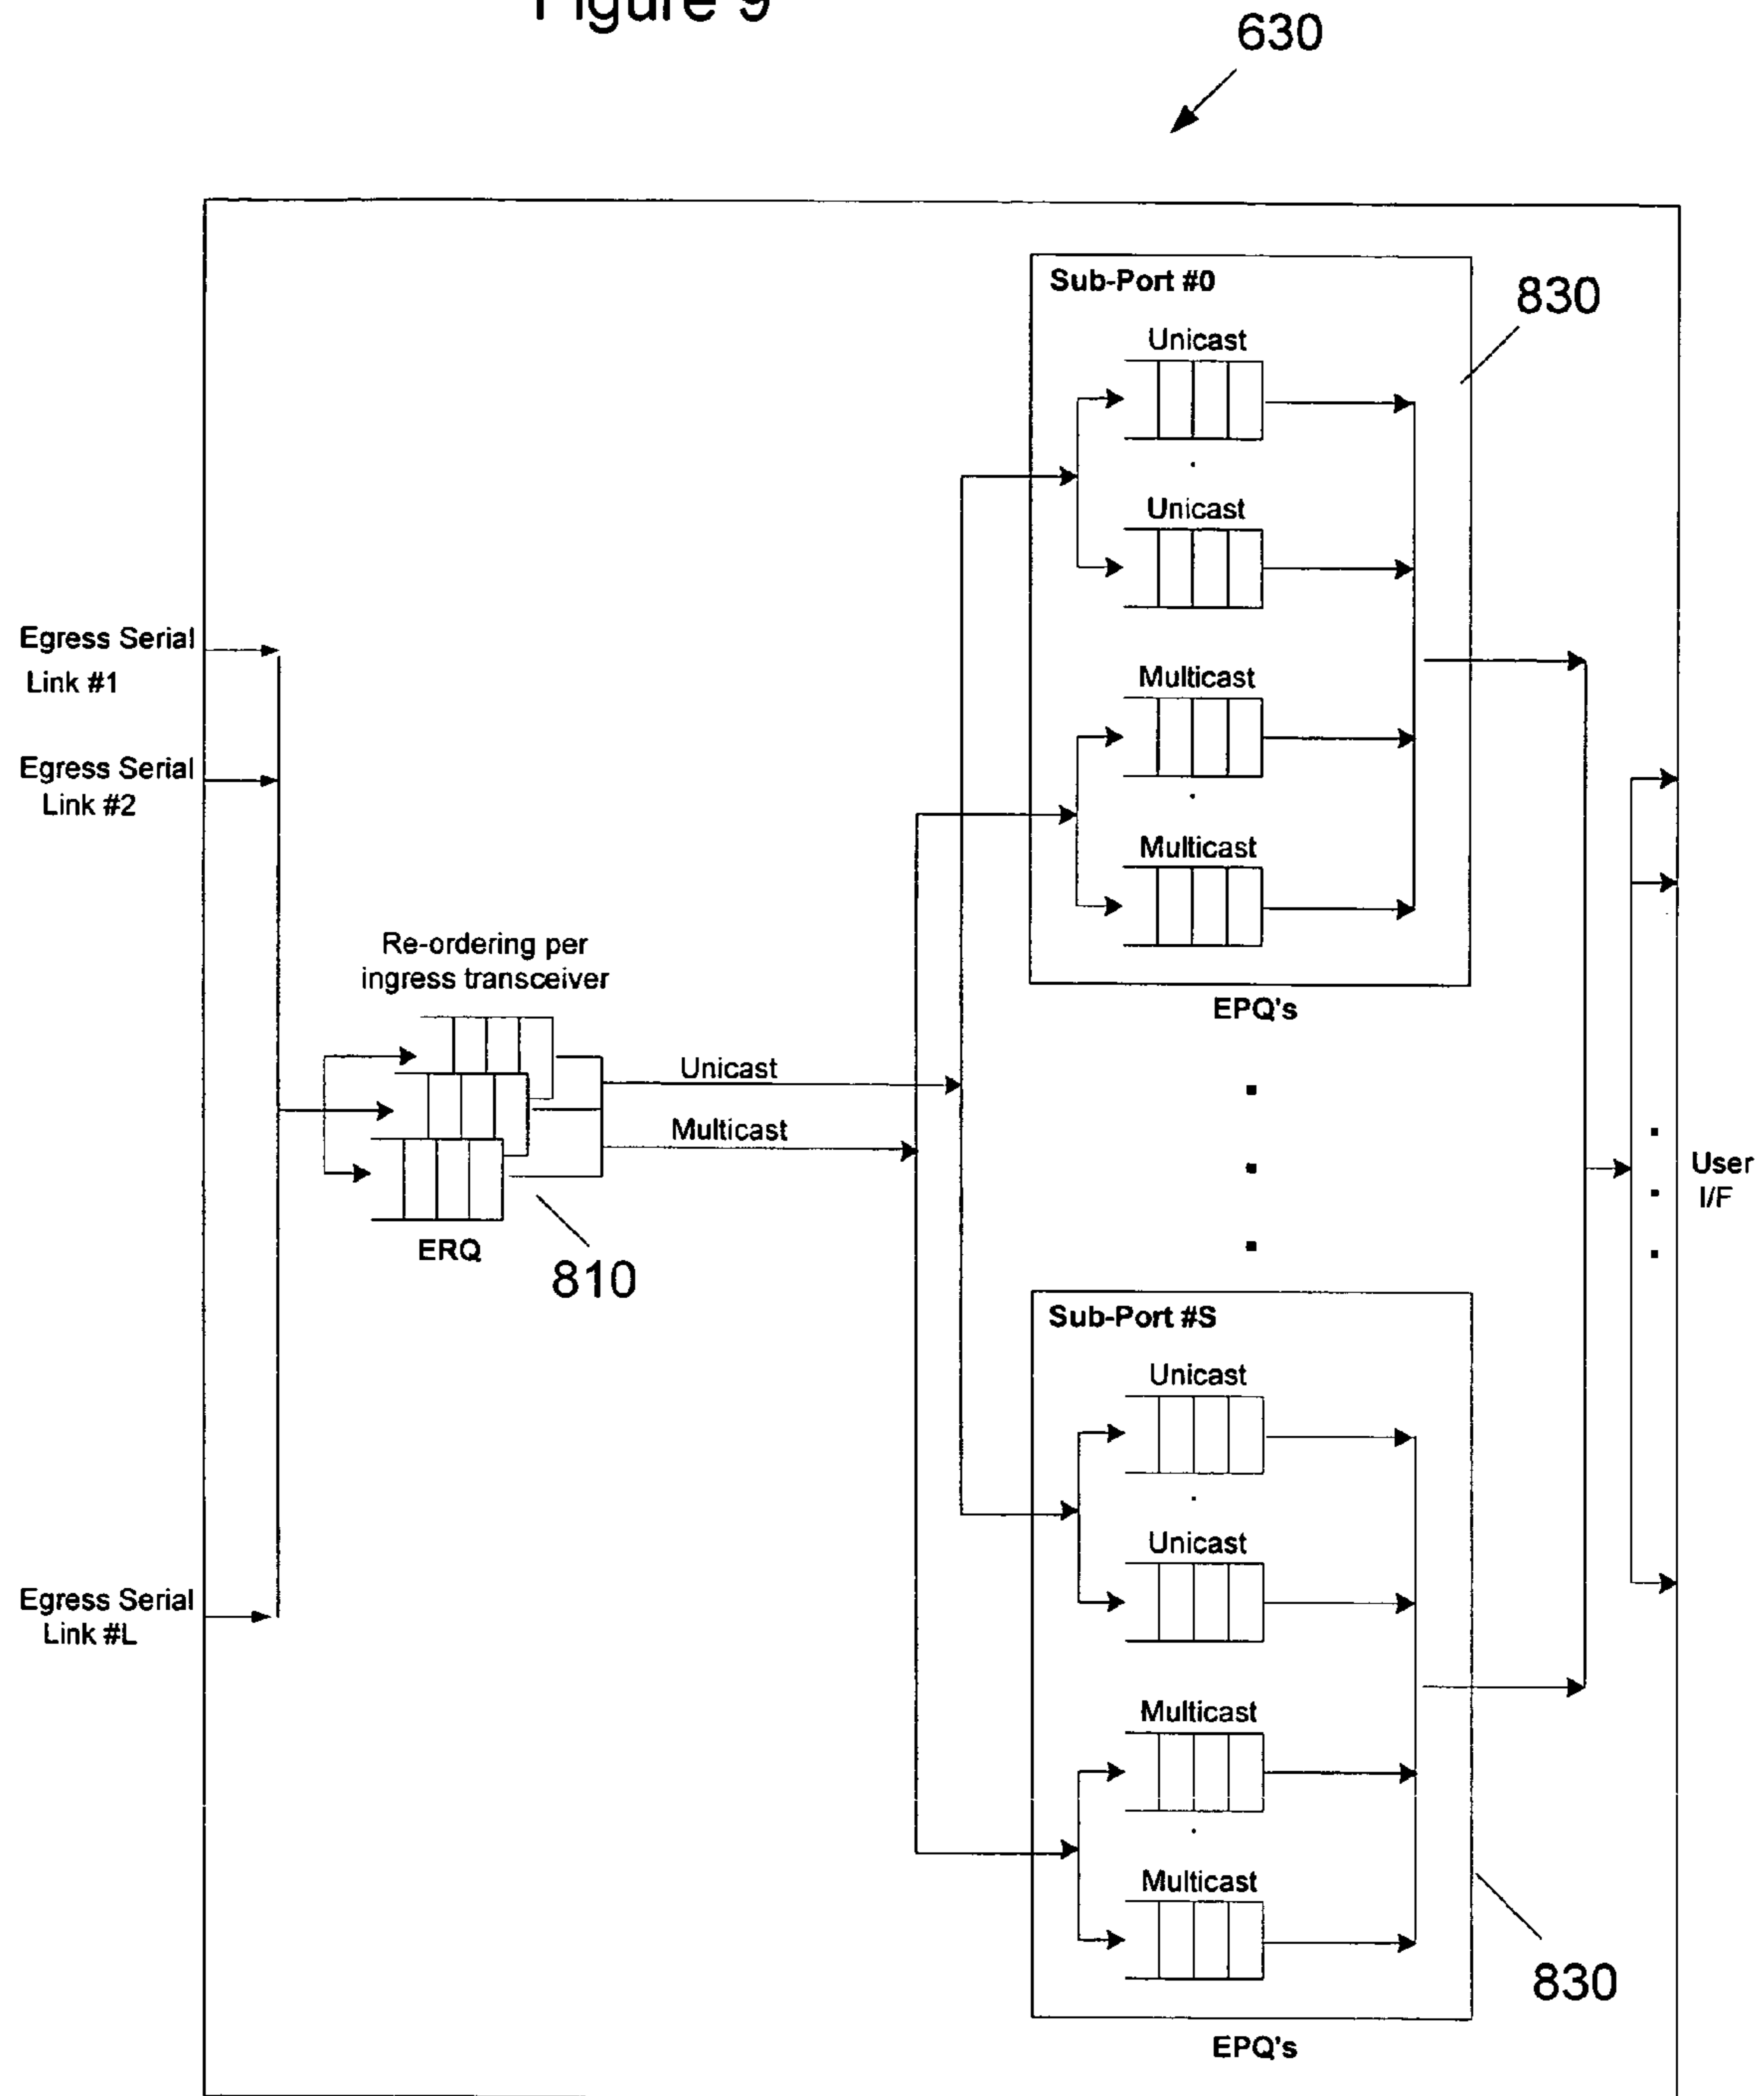 Figure 9
630
Sub-Port #0
830
Unicast
Unicast
Multicast
Multicast
EPQ's
Egress Serial
Link #1
Egress Serial
Link #2
Re-ordering per
ingress transceiver
Unicast
Multicast
ERQ
810
User
I/F
Sub-Port #S
Unicast
Unicast
Multicast
Multicast
Egress Serial
Link #L
830
EPQ's